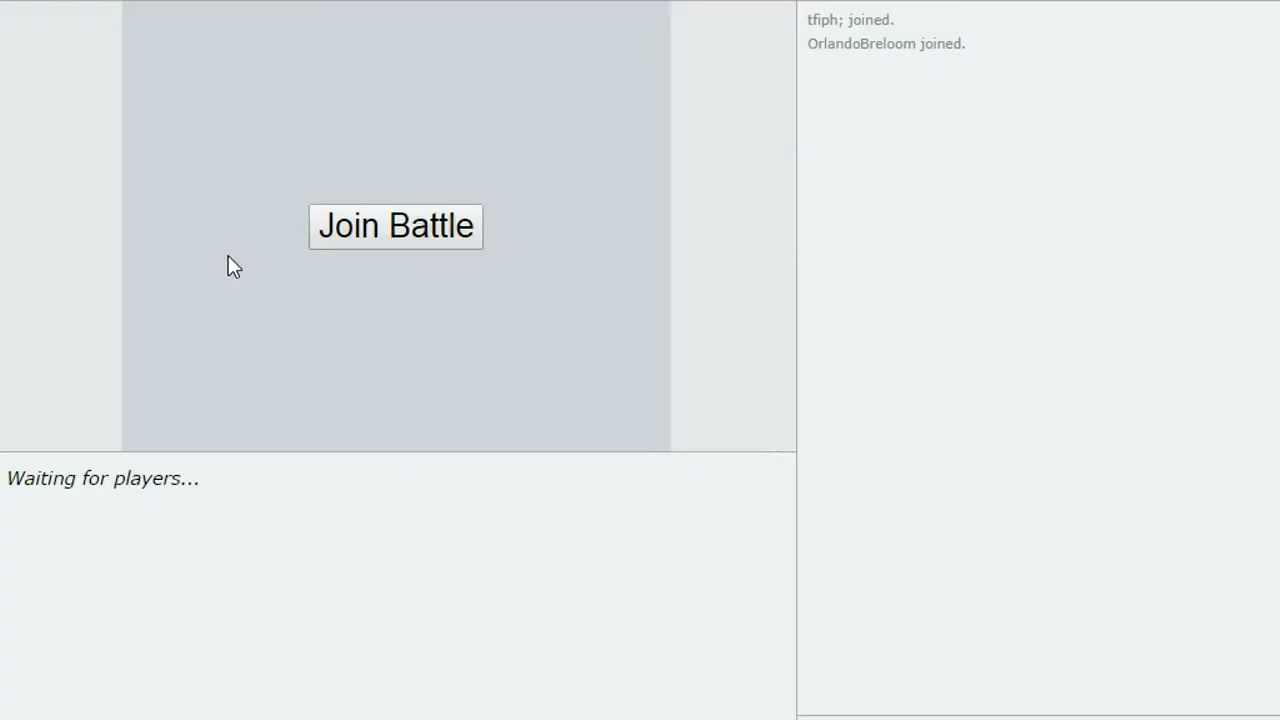 tfiph; joined.
OrlandoBreloom joined.
Join Battle
Waiting for players...